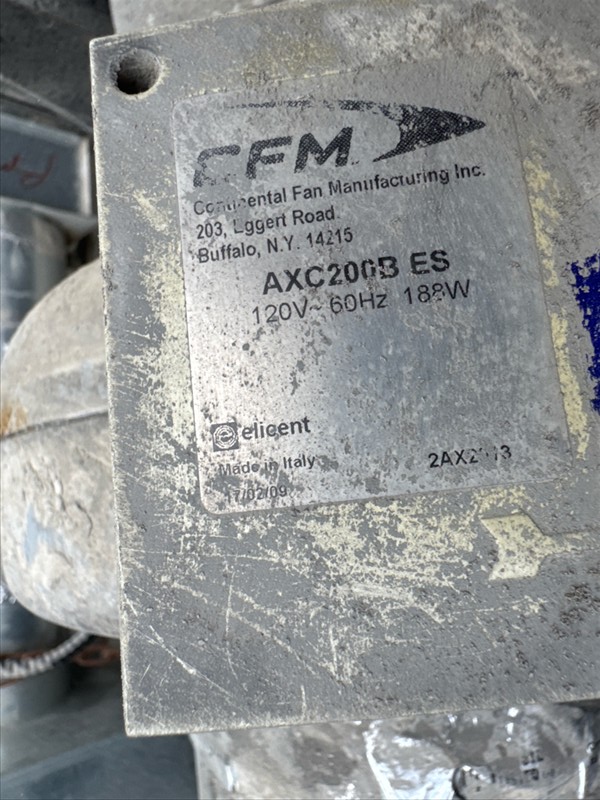 CFM
Continental Fan Manufacturing Inc.
203, Eggert Road
Buffalo, N.Y. 14215
AXC200B ES
120V~ 60Hz 188W
e elicent
Made in Italy
17/02/09